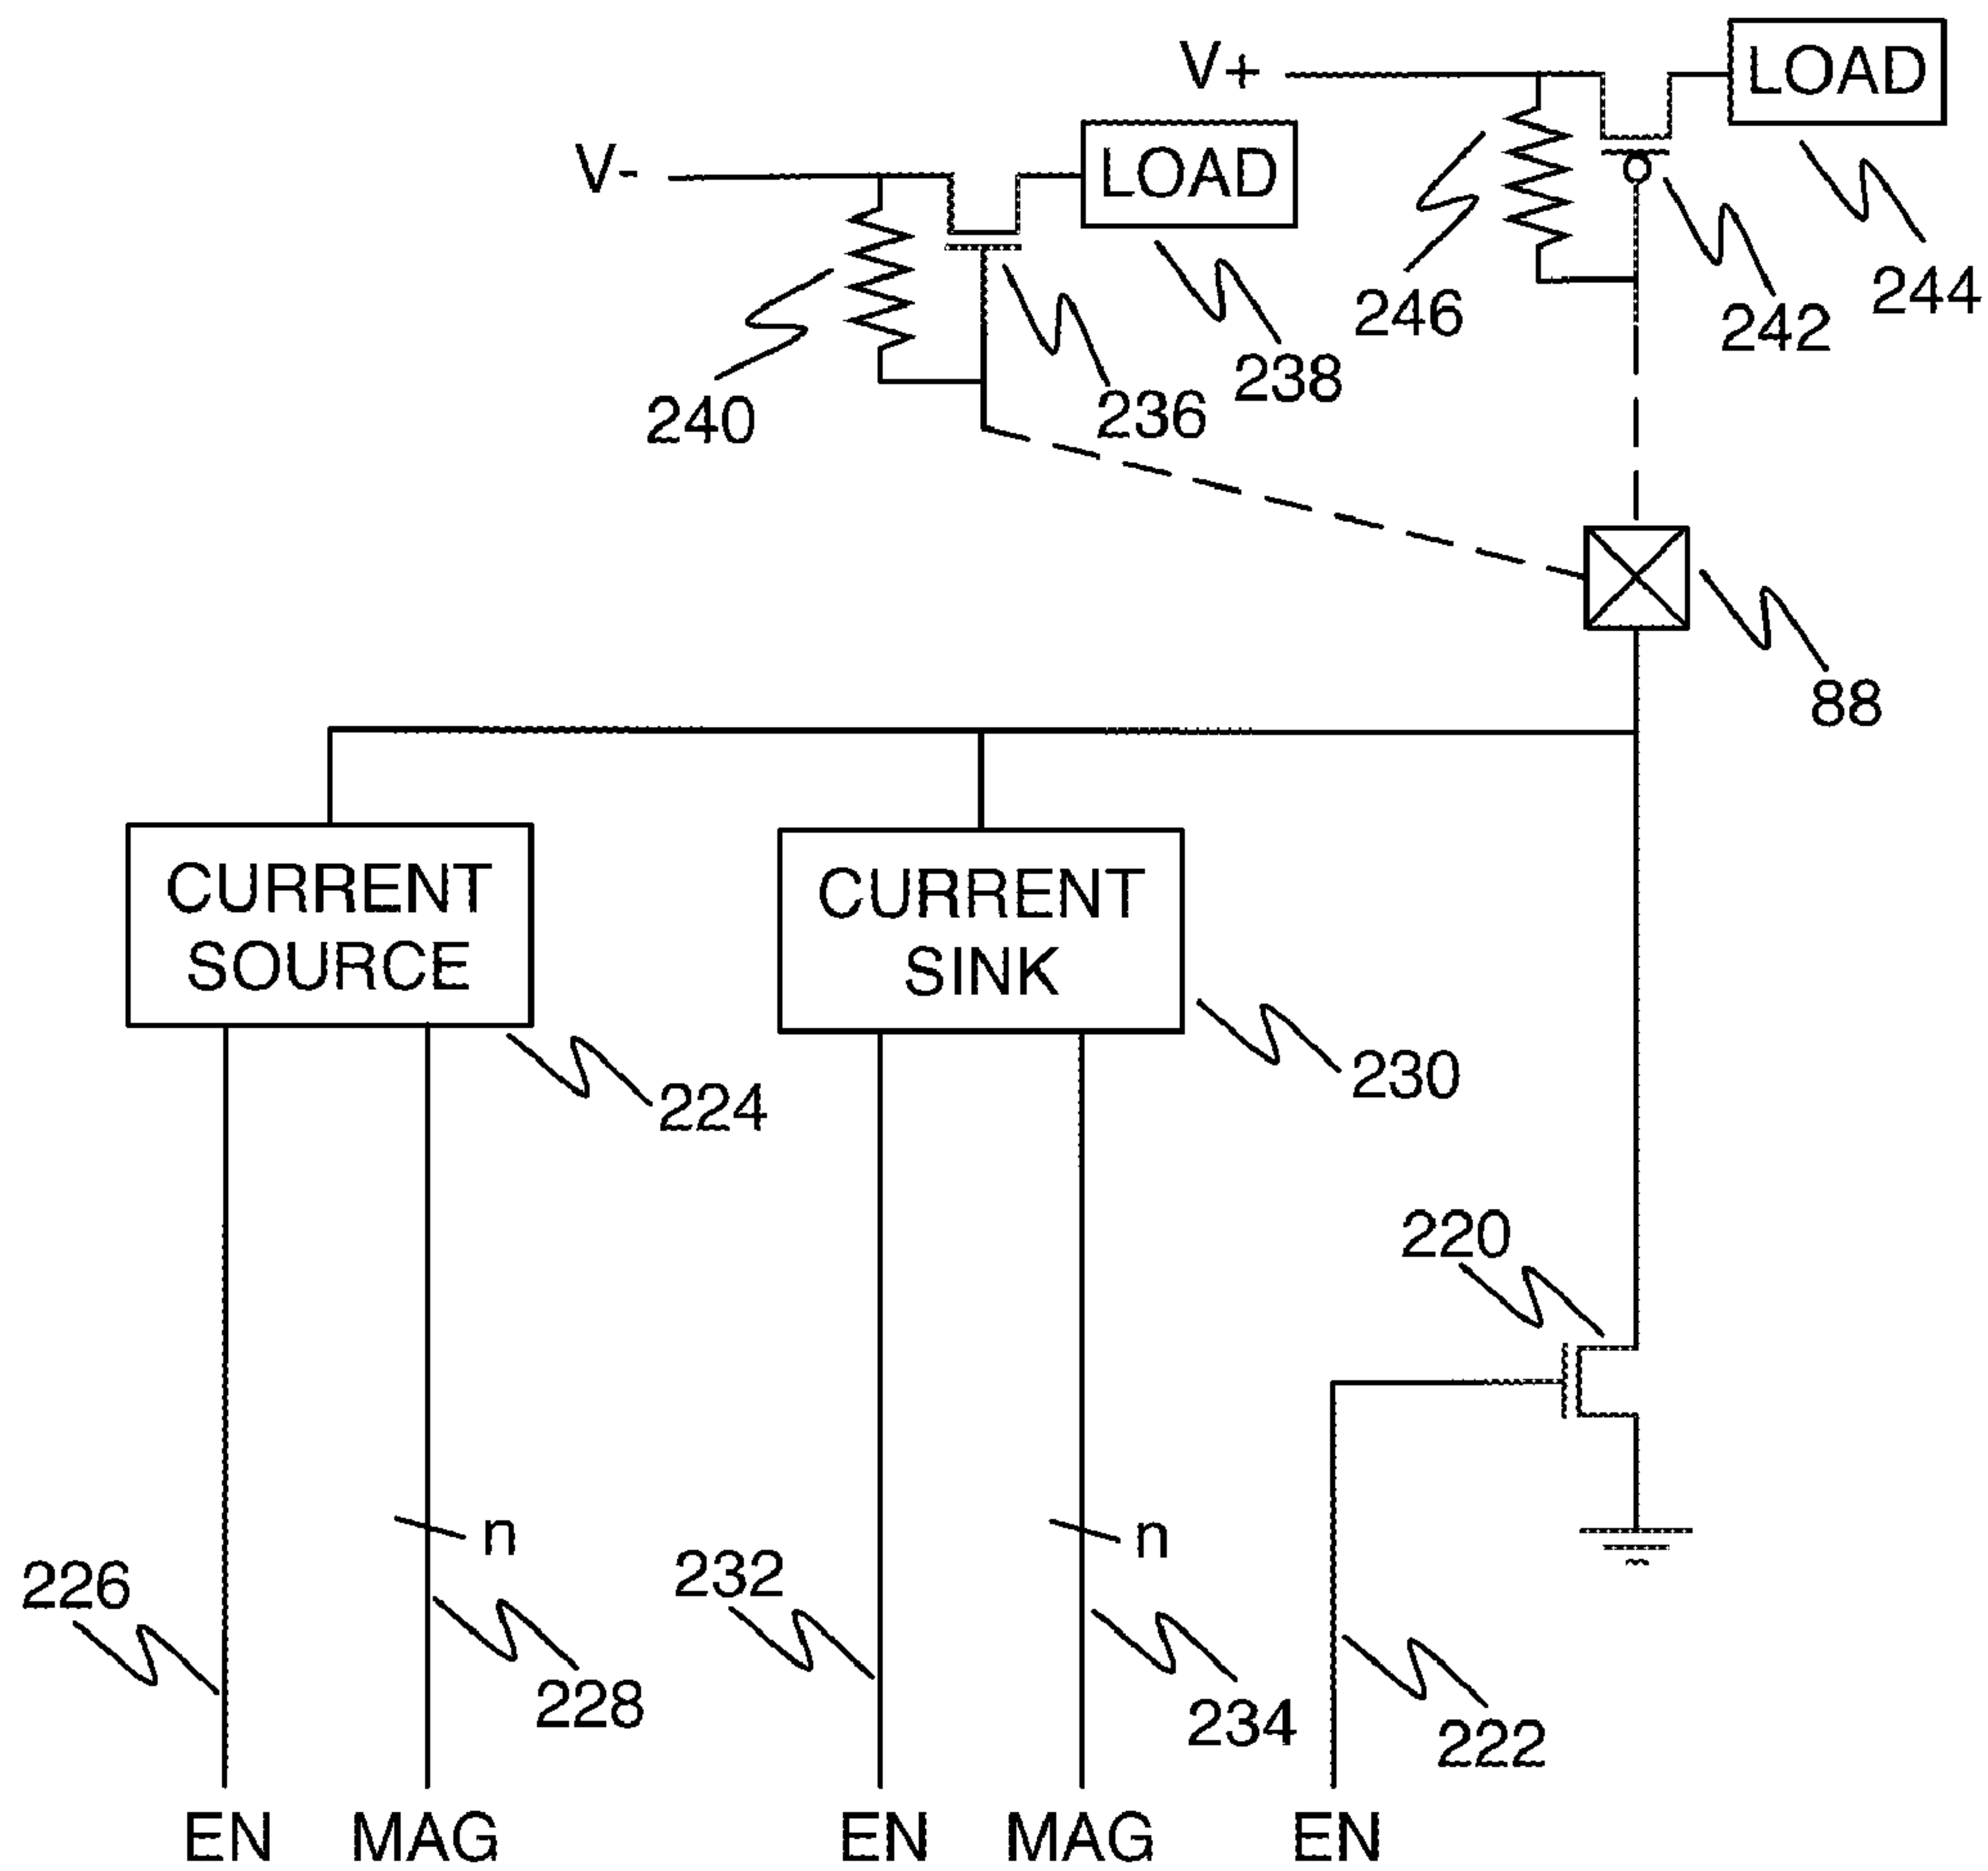 V+
LOAD
V-
LOAD
246
242
244
240
236
238
88
CURRENT
SOURCE
CURRENT
SINK
224
230
220
n
n
226
232
228
234
222
EN
MAG
EN
MAG
EN